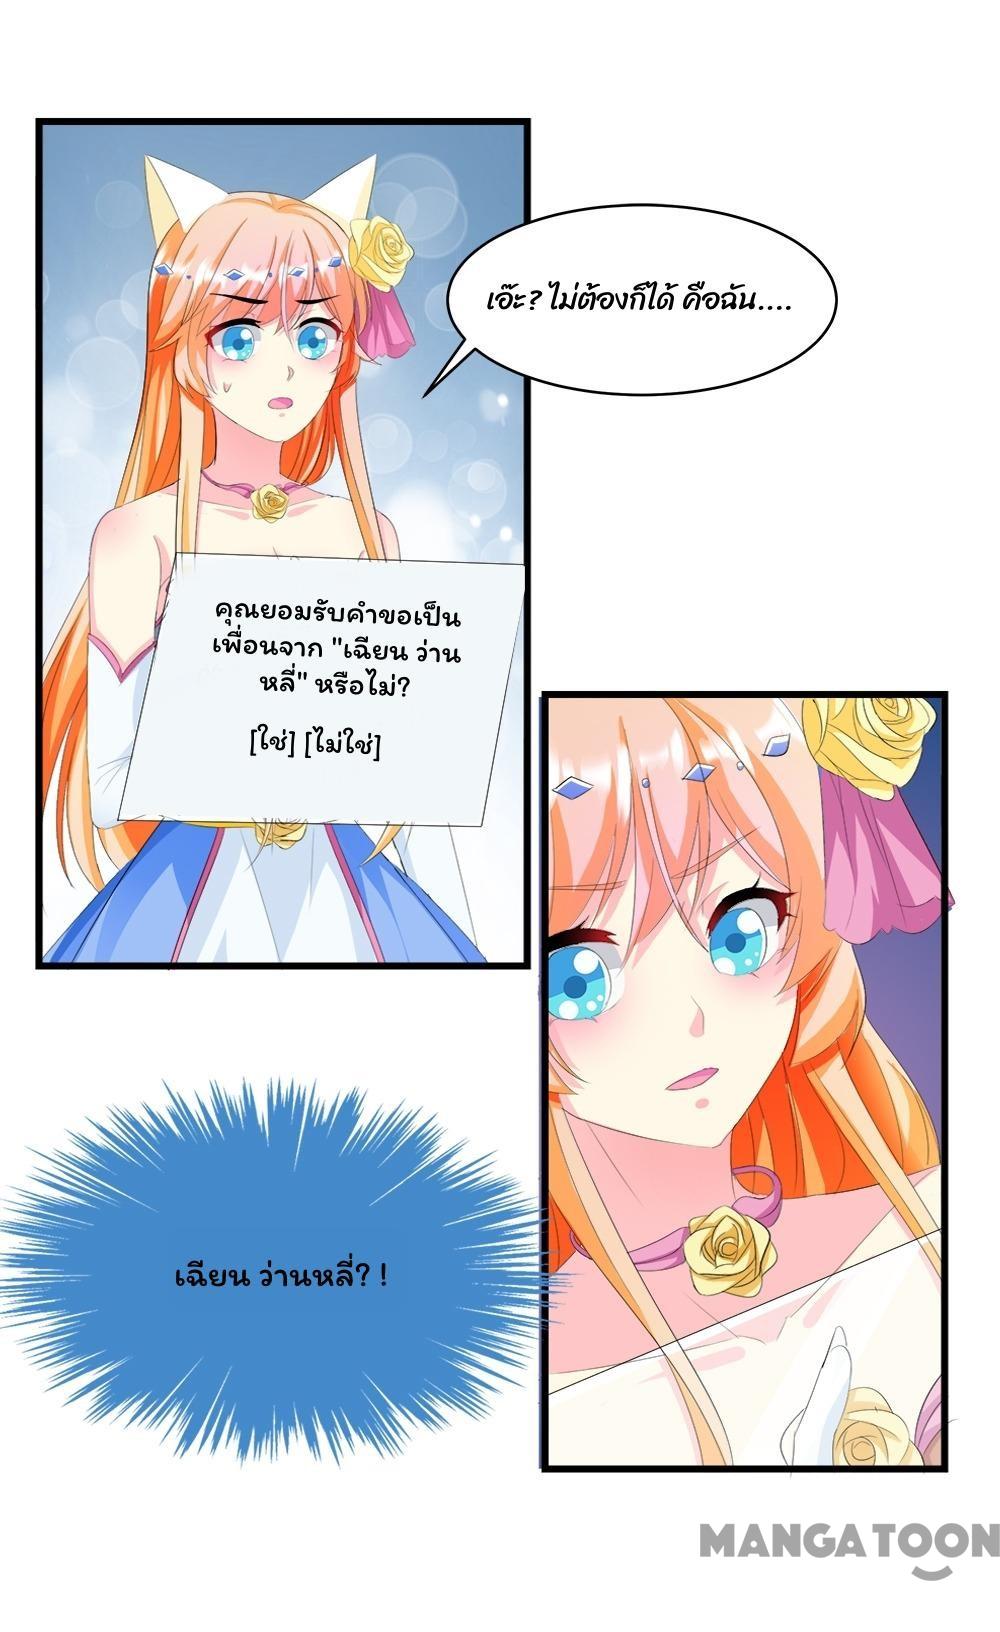 เอ๊ะ? ไม่ต้องก็ได้ คือฉัน....
คุณยอมรับคำขอเป็น
เพื่อนจาก "เฉียน ว่าน
หลี่" หรือไม่?
[ใช่] [ไม่ใช่]
เฉียน ว่านหลี่? !
MANGATOON